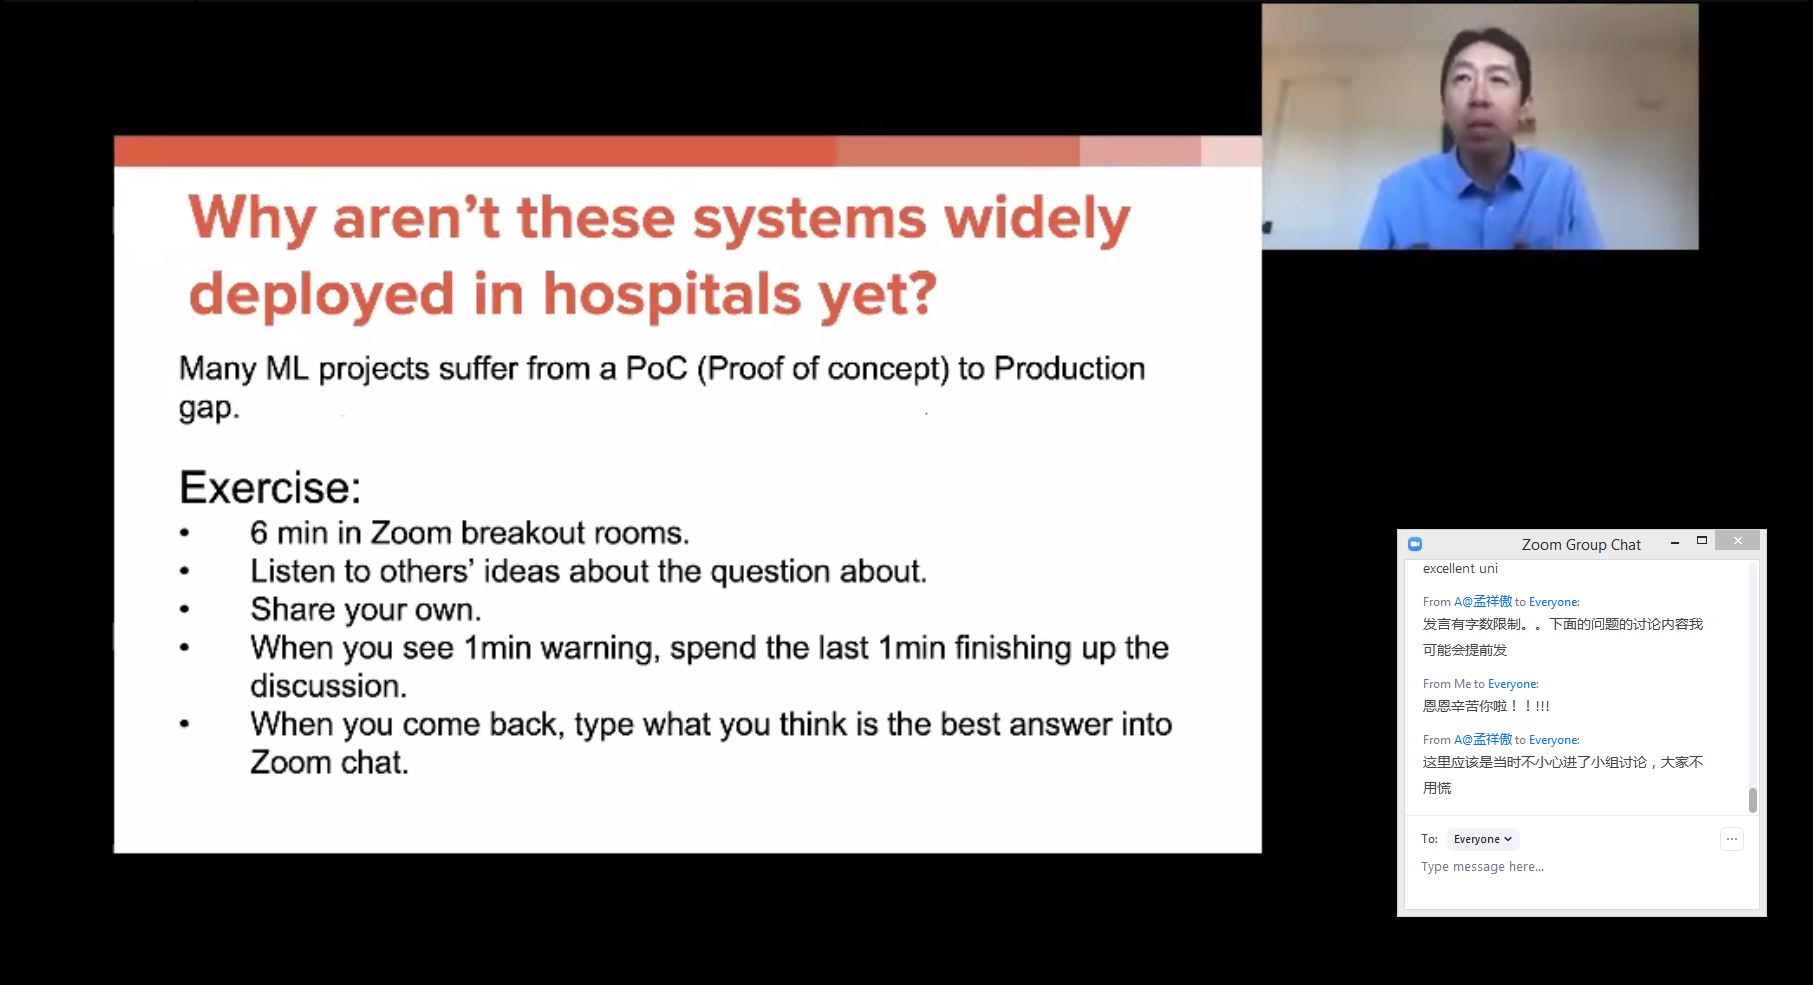 Why aren't these systems widely
deployed in hospitals yet?
Many ML projects suffer from a PoC (Proof of concept) to Production
gap.
Exercise:
• 6 min in Zoom breakout rooms.
• Listen to others' ideas about the question about.
• Share your own.
• When you see 1min warning, spend the last 1min finishing up the
discussion.
• When you come back, type what you think is the best answer into
Zoom chat.
Zoom Group Chat
excellent uni
From A@孟祥傲 to Everyone:
发言有字数限制。。下面的问题的讨论内容我
可能会提前发
From Me to Everyone:
恩恩辛苦你啦！！!!!
From A@孟祥傲 to Everyone:
这里应该是当时不小心进了小组讨论，大家不
用慌
To: Everyone
Type message here...